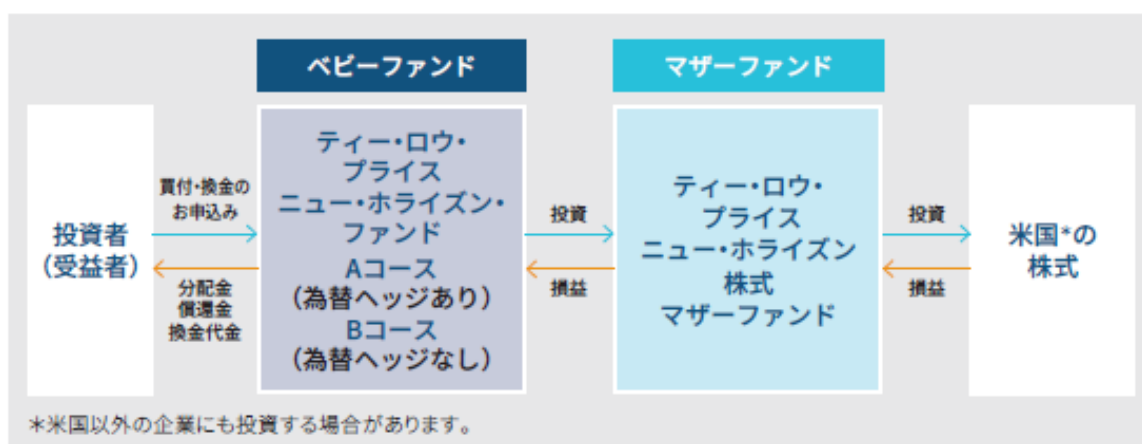 ベビーファンド
マザーファンド
投資者
（受益者）
買付・換金の
お申込み
分配金
償還金
換金代金
ティー・ロウ・
プライス
ニュー・ホライズン・
ファンド
Aコース
（為替ヘッジあり）
Bコース
（為替ヘッジなし）
投資
損益
ティー・ロウ・
プライス
ニュー・ホライズン
株式
マザーファンド
投資
損益
米国*の
株式
＊米国以外の企業にも投資する場合があります。